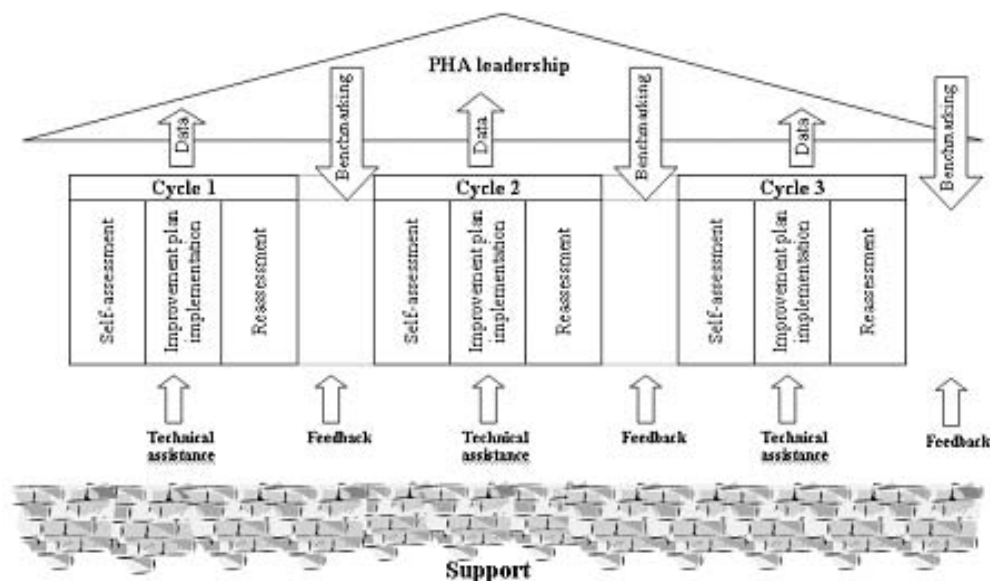 PHA leadership
Data
Benchmarking
Data
Benchmarking
Data
Benchmarking
Cycle 1
Cycle 2
Cycle 3
Self-assessment
Improvement plan
implementation
Reassessment
Self-assessment
Improvement plan
implementation
Reassessment
Self-assessment
Improvement plan
implementation
Reassessment
Technical
assistance
Feedback
Technical
assistance
Feedback
Technical
assistance
Feedback
Support